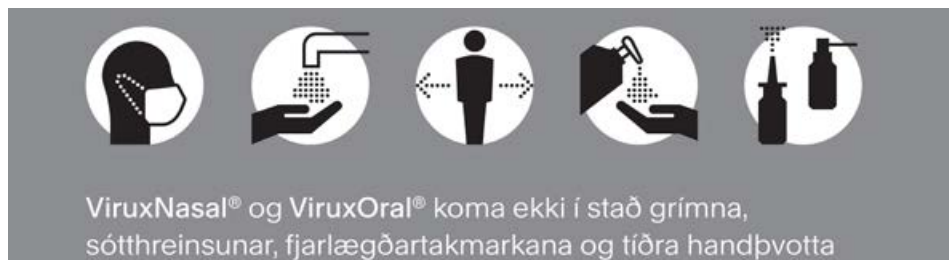 ViruxNasal® og ViruxOral® koma ekki í stað grímna,
sótthreinsunar, fjarlægðartakmarkana og tíðra handþvotta